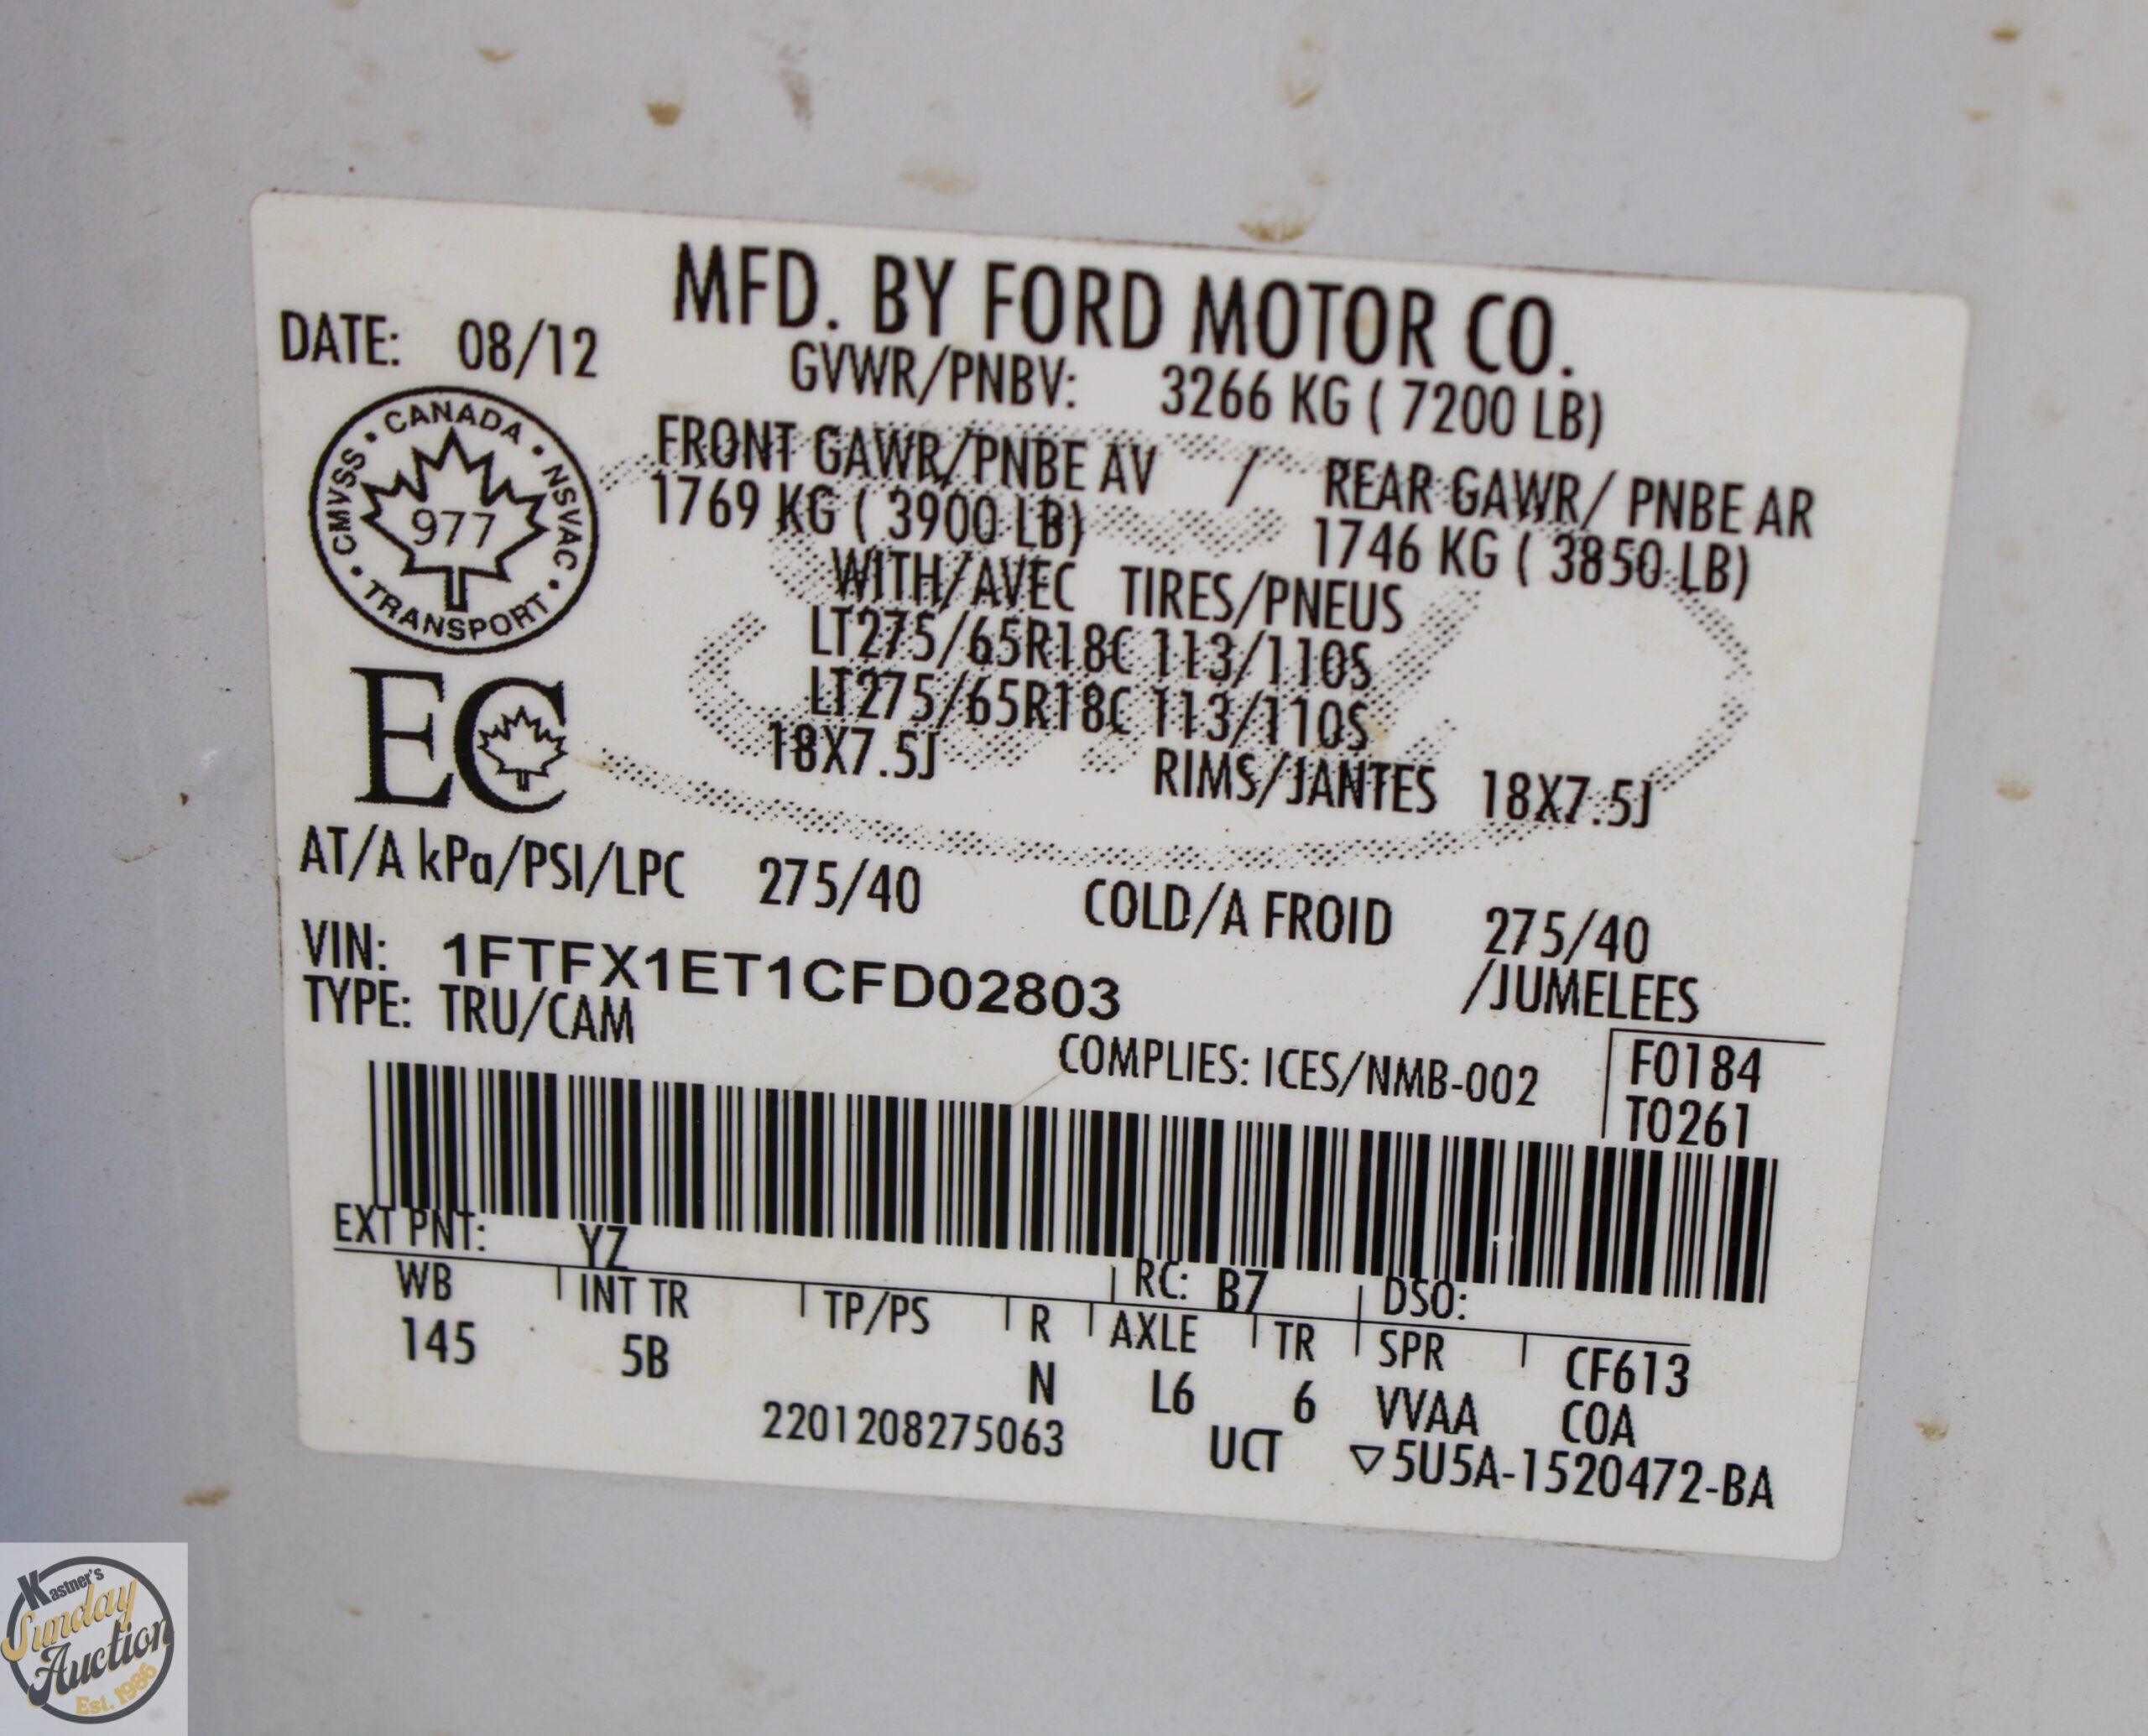 MFD. BY FORD MOTOR CO.
DATE: 08/12
GVWR/PNBV: 3266 KG ( 7200 LB)
FRONT GAWR/PNBE AV / REAR GAWR/ PNBE AR
1769 KG ( 3900 LB) 1746 KG ( 3850 LB)
WITH/AVEC TIRES/PNEUS
LT275/65R18C 113/110S
LT275/65R18C 113/110S
18X7.5J RIMS/JANTES 18X7.5J
CANADA • NSVAC • TRANSPORT • CMVSS •
977
EC
AT/A kPa/PSI/LPC 275/40 COLD/A FROID 275/40
VIN: 1FTFX1ET1CFD02803 /JUMELEES
TYPE: TRU/CAM
COMPLIES: ICES/NMB-002 F0184
T0261
EXT PNT: YZ RC: B7 DSO:
WB INT TR TP/PS R AXLE TR SPR CF613
145 5B N L6 6 VVAA COA
2201208275063 UCT ▽5U5A-1520472-BA
Kastner's
Sunday
Auction
Est. 1986